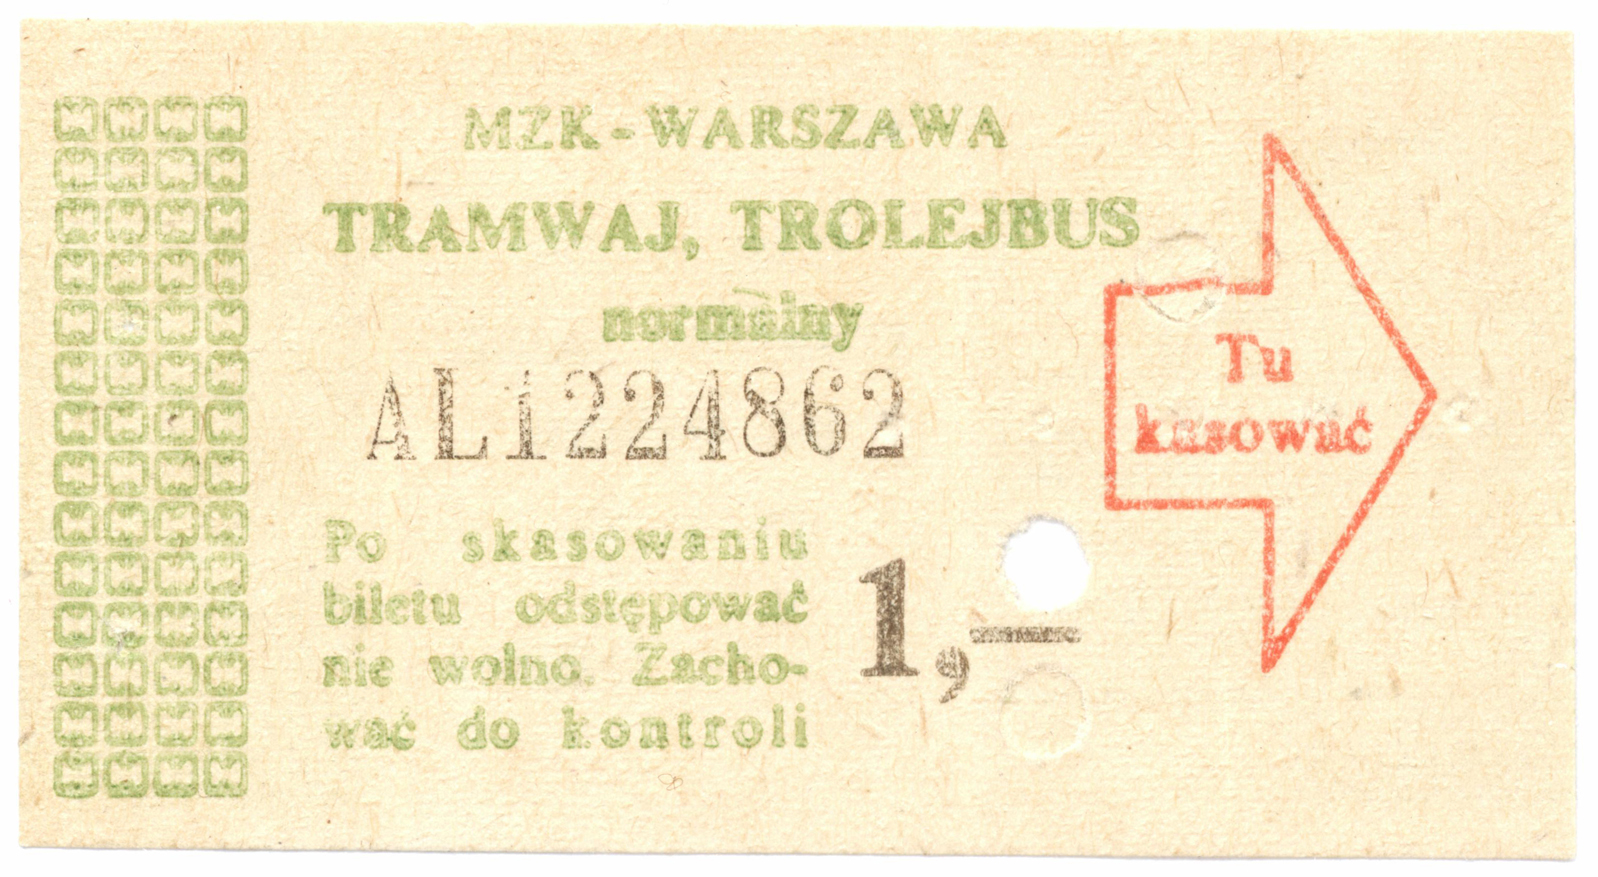 MZK-WARSZAWA
TRAMWAJ, TROLEJBUS
normalny
AL1224862
Po skasowaniu
biletu odstępować
nie wolno. Zacho-
wać do kontroli
1,—
Tu
kasować